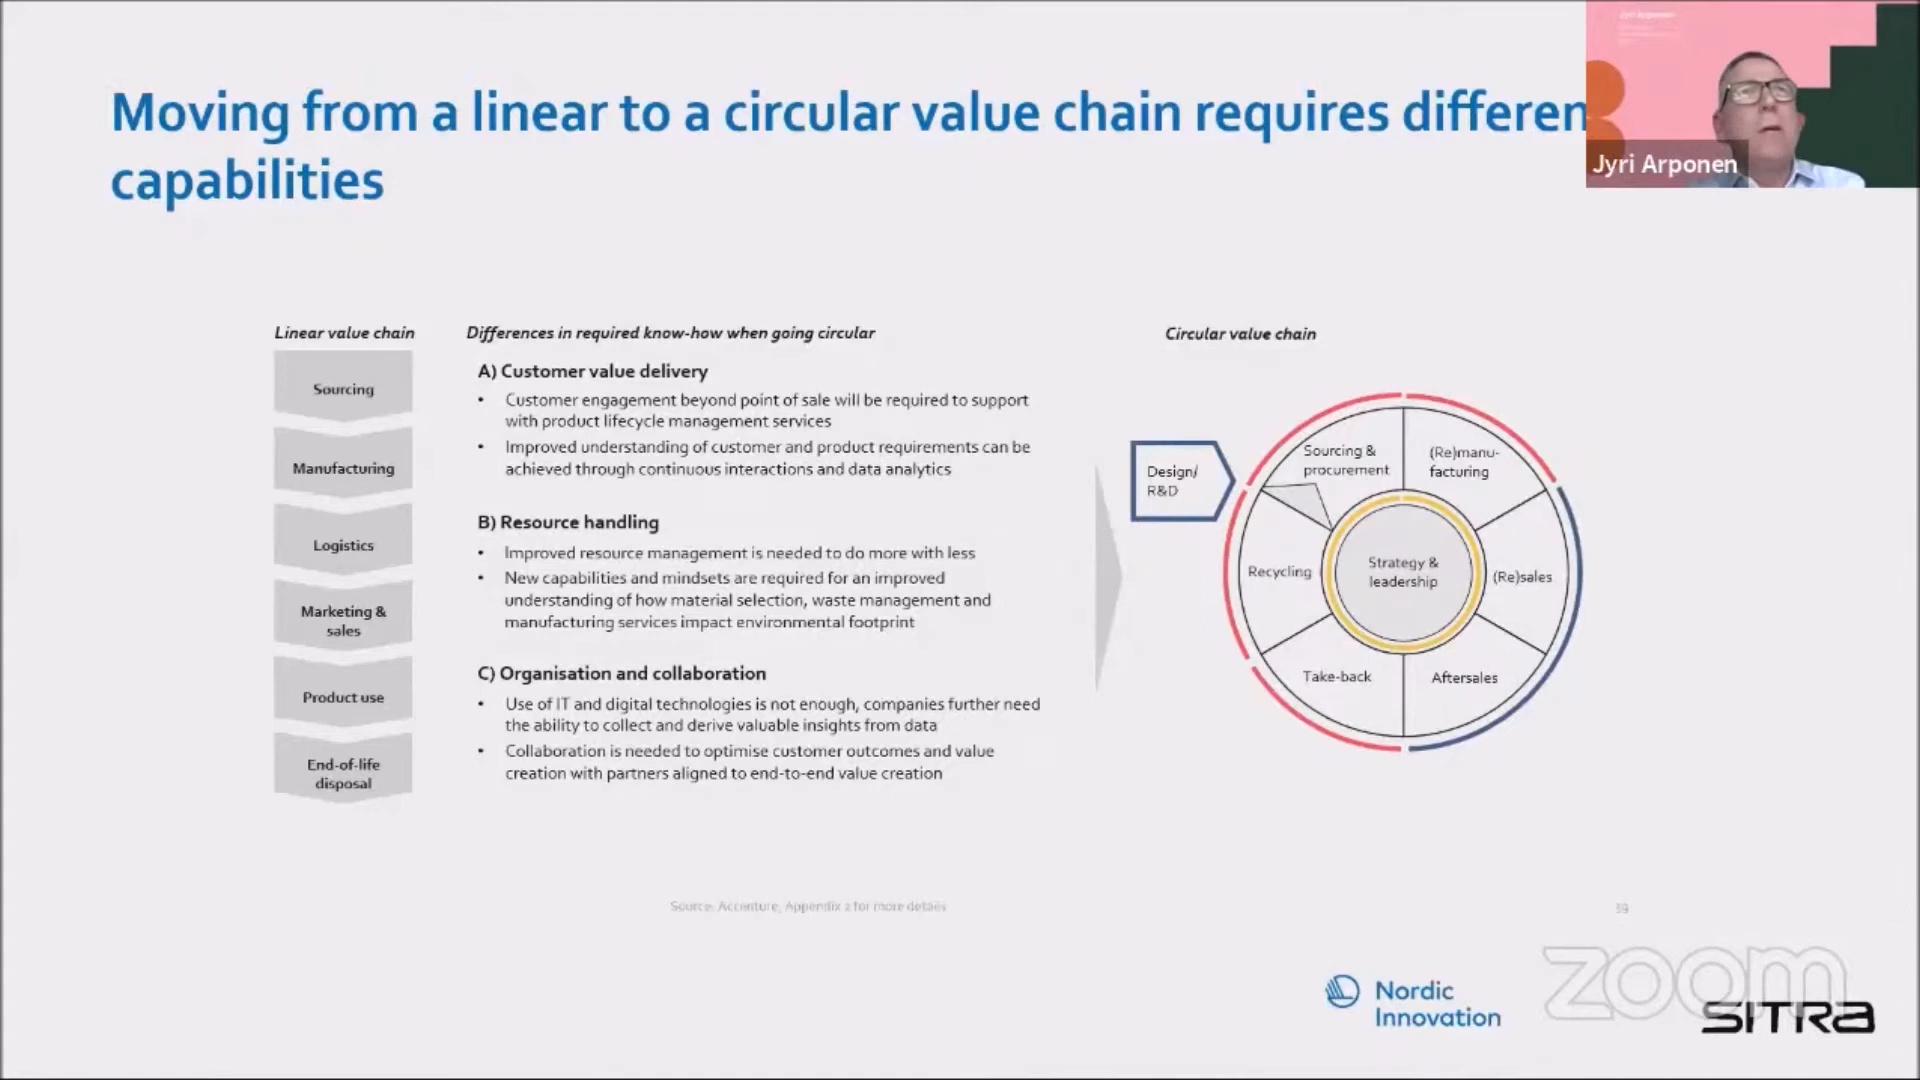 Moving from a linear to a circular value chain requires differen
capabilities
Jyri Arponen
Linear value chain
Sourcing
Manufacturing
Logistics
Marketing &
sales
Product use
End-of-life
disposal
Differences in required know-how when going circular
A) Customer value delivery
• Customer engagement beyond point of sale will be required to support
with product lifecycle management services
• Improved understanding of customer and product requirements can be
achieved through continuous interactions and data analytics
B) Resource handling
• Improved resource management is needed to do more with less
• New capabilities and mindsets are required for an improved
understanding of how material selection, waste management and
manufacturing services impact environmental footprint
C) Organisation and collaboration
• Use of IT and digital technologies is not enough, companies further need
the ability to collect and derive valuable insights from data
• Collaboration is needed to optimise customer outcomes and value
creation with partners aligned to end-to-end value creation
Circular value chain
Design/
R&D
Sourcing &
procurement
(Re)manu-
facturing
Recycling
Strategy &
leadership
(Re)sales
Take-back
Aftersales
Source: Accenture, Appendix 2 for more details
39
Nordic
Innovation
zoom
SITRA